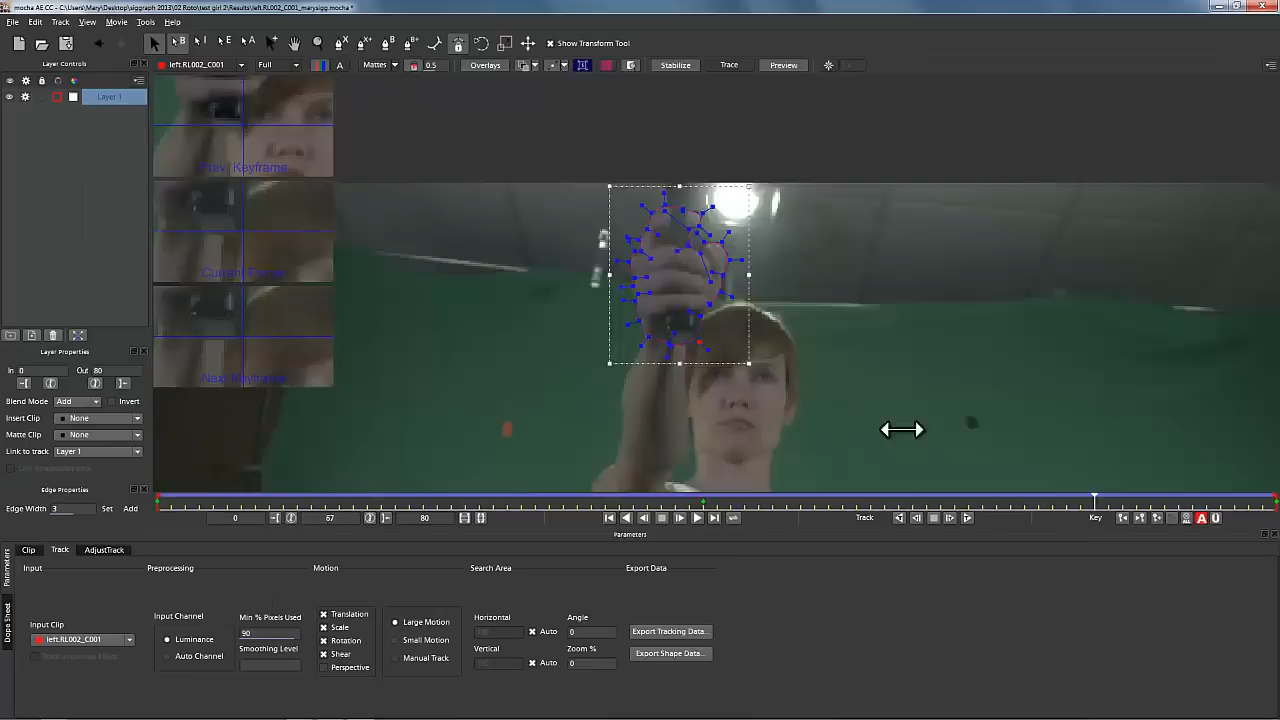 mocha AE CC - C:\Users\Mary\Desktop\siggraph 2013\02 Roto\test girl 2\Results\left.RL002_C001_marysigg.mocha *
File Edit Track View Movie Tools Help
Show Transform Tool
Layer Controls
left.RL002_C001 Full A Mattes 0.5 Overlays Stabilize Trace Preview
Layer 1
Prev Keyframe
Current Frame
Next Keyframe
Layer Properties
In 0 Out 80
Blend Mode Add Invert
Insert Clip None
Matte Clip None
Link to track Layer 1
Edge Properties
Edge Width 3 Set Add
0 67 80 Track Key A U
Parameters
Parameters
Dope Sheet
Clip Track AdjustTrack
Input Preprocessing Motion Search Area Export Data
Input Clip
left.RL002_C001
Input Channel
Luminance
Auto Channel
Min % Pixels Used
90
Smoothing Level
Translation
Scale
Rotation
Shear
Perspective
Large Motion
Small Motion
Manual Track
Horizontal
100 Auto
Vertical
100 Auto
Angle
0
Zoom %
0
Export Tracking Data...
Export Shape Data...